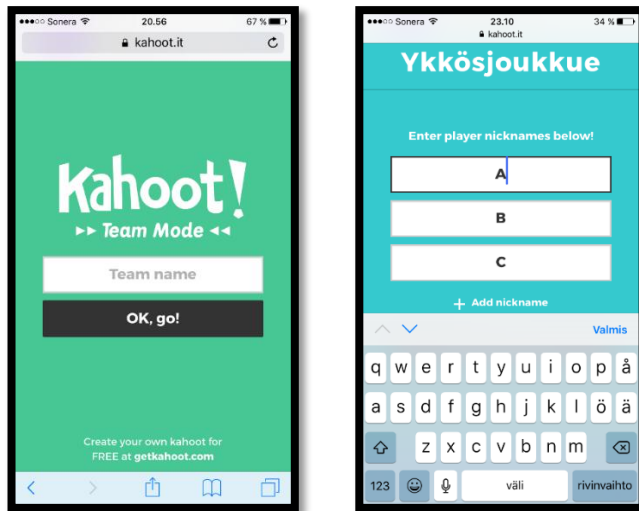 Sonera 20.56 67 %
kahoot.it
Kahoot!
Team Mode
Team name
OK, go!
Create your own kahoot for
FREE at getkahoot.com
Sonera 23.10 34 %
kahoot.it
Ykkösjoukkue
Enter player nicknames below!
A
B
C
+ Add nickname
Valmis
q w e r t y u i o p å
a s d f g h j k l ö ä
z x c v b n m
123 väli rivinvaihto